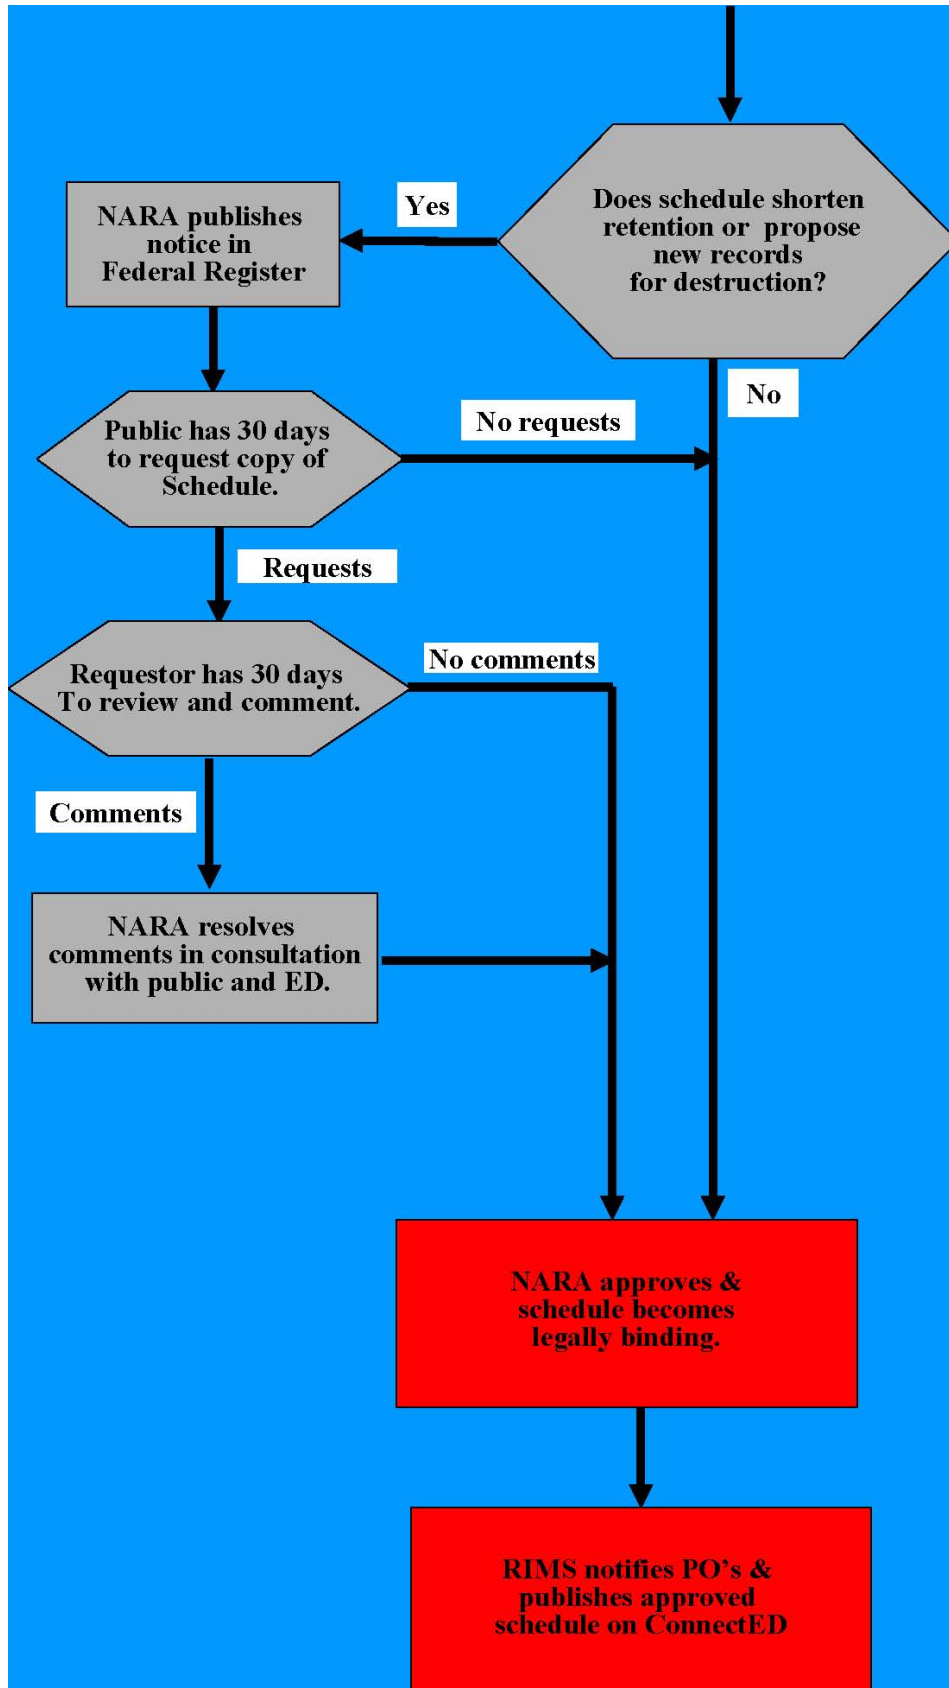 Does schedule shorten
retention or propose
new records
for destruction?
Yes
NARA publishes
notice in
Federal Register
No
Public has 30 days
to request copy of
Schedule.
No requests
Requests
Requestor has 30 days
To review and comment.
No comments
Comments
NARA resolves
comments in consultation
with public and ED.
NARA approves &
schedule becomes
legally binding.
RIMS notifies PO’s &
publishes approved
schedule on ConnectED